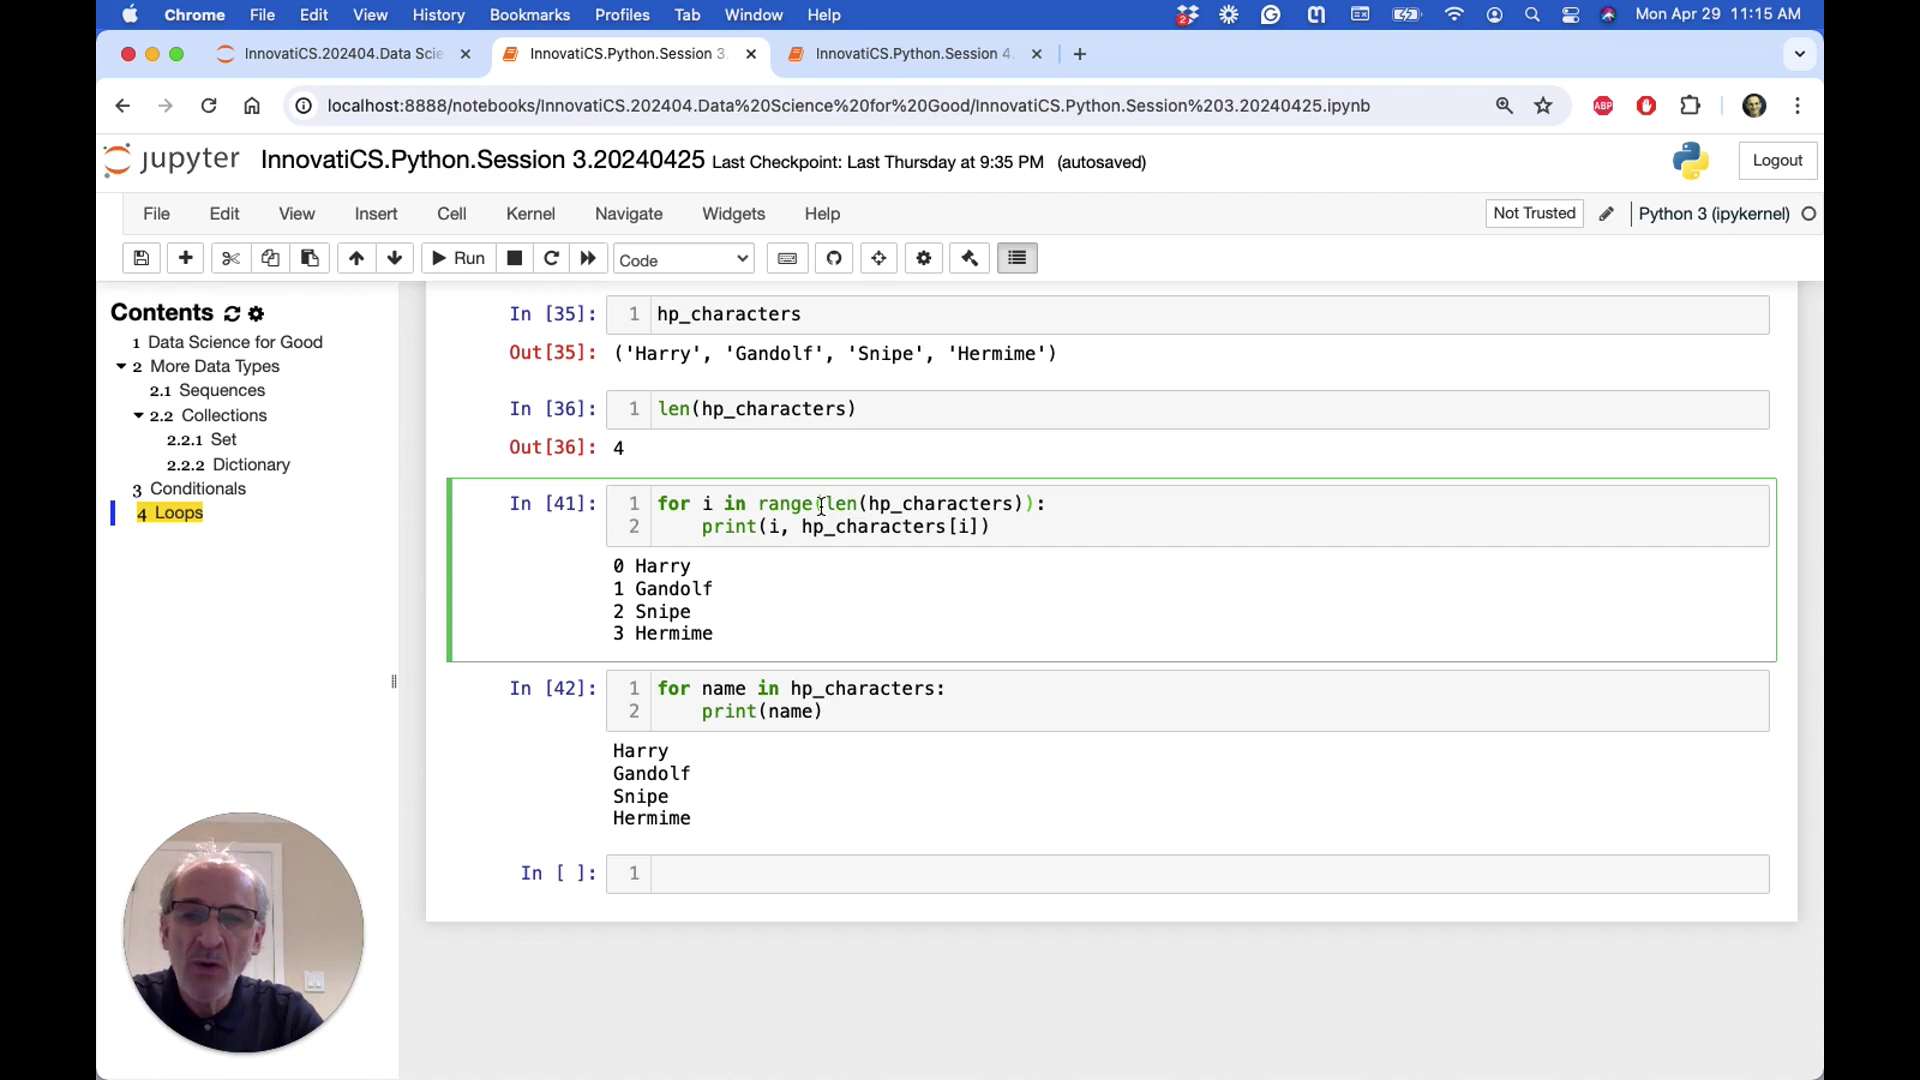 Chrome File Edit View History Bookmarks Profiles Tab Window Help 2 Mon Apr 29 11:15 AM
InnovatiCS.202404.Data Scie InnovatiCS.Python.Session 3. InnovatiCS.Python.Session 4.
localhost:8888/notebooks/InnovatiCS.202404.Data%20Science%20for%20Good/InnovatiCS.Python.Session%203.20240425.ipynb ABP
jupyter InnovatiCS.Python.Session 3.20240425 Last Checkpoint: Last Thursday at 9:35 PM (autosaved) Logout
File Edit View Insert Cell Kernel Navigate Widgets Help Not Trusted Python 3 (ipykernel)
Run Code
Contents
1 Data Science for Good
2 More Data Types
2.1 Sequences
2.2 Collections
2.2.1 Set
2.2.2 Dictionary
3 Conditionals
4 Loops
In [35]: 1 hp_characters
Out[35]: ('Harry', 'Gandolf', 'Snipe', 'Hermime')
In [36]: 1 len(hp_characters)
Out[36]: 4
In [41]: 1 for i in range(len(hp_characters)):
2 print(i, hp_characters[i])
0 Harry
1 Gandolf
2 Snipe
3 Hermime
In [42]: 1 for name in hp_characters:
2 print(name)
Harry
Gandolf
Snipe
Hermime
In [ ]: 1